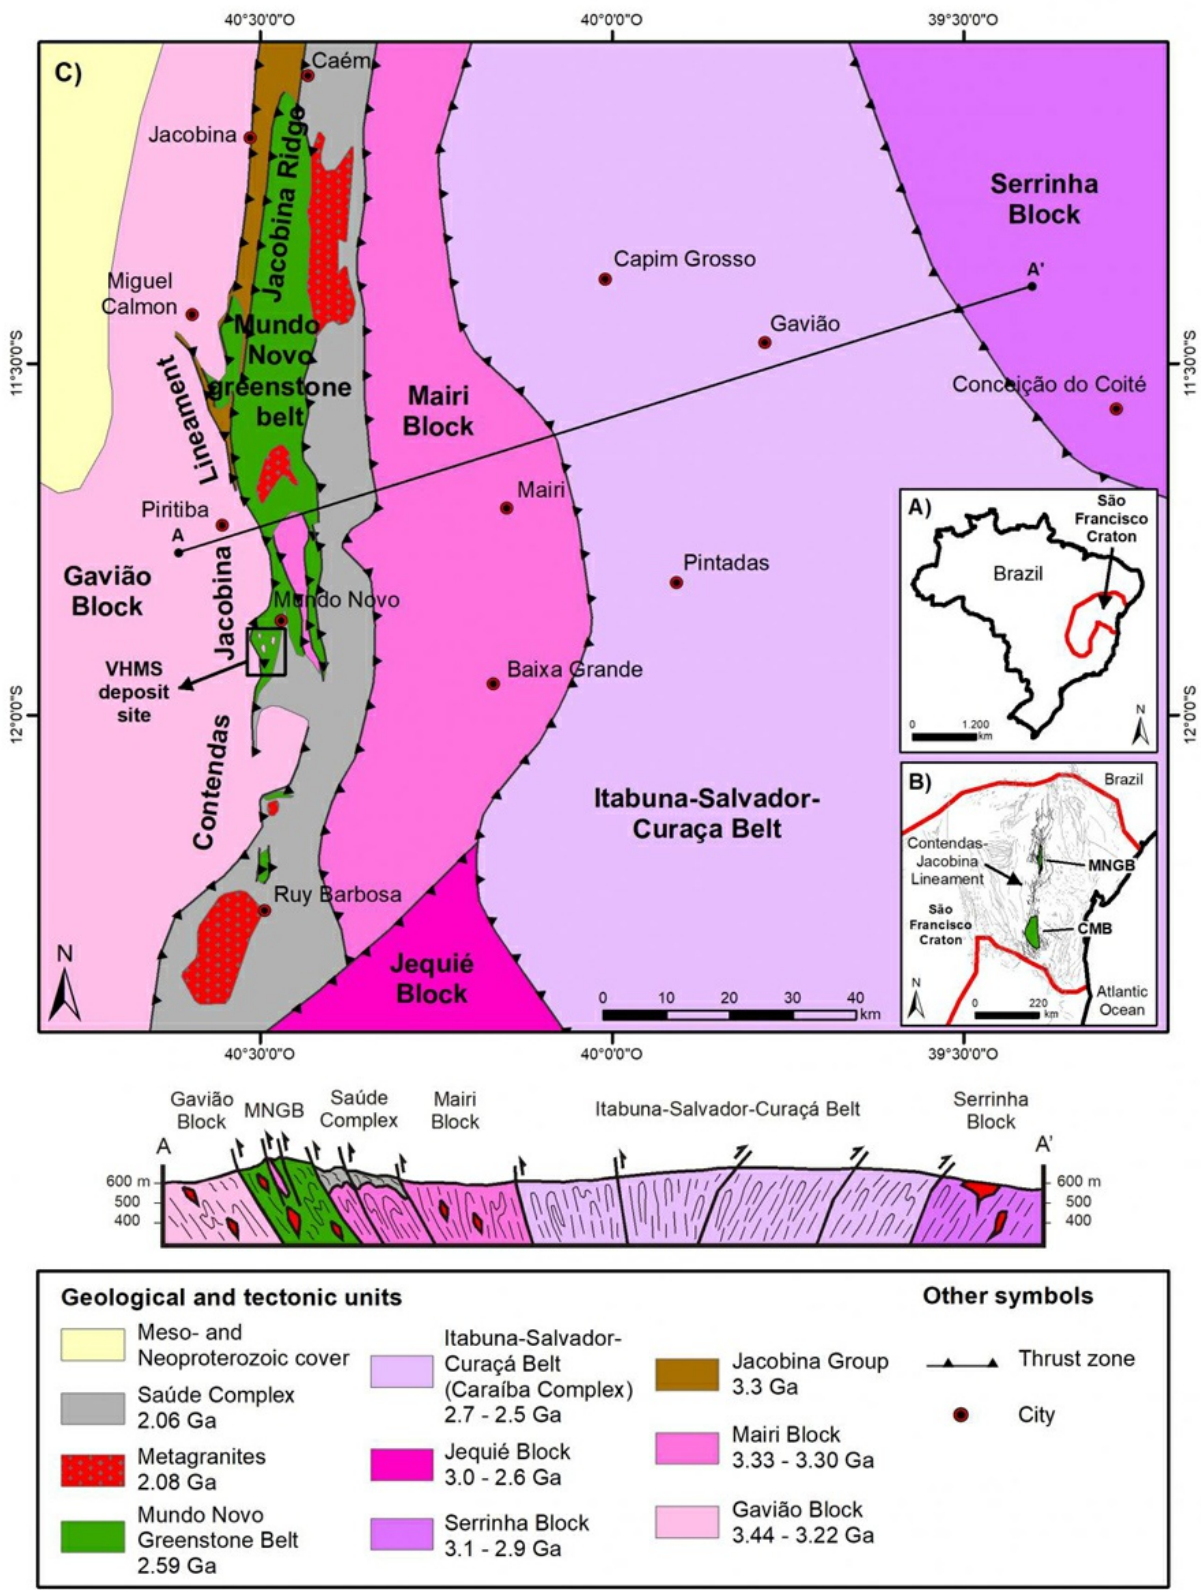 40°30'0"O
40°0'0"O
39°30'0"O
C)
Caém
Jacobina
Jacobina Ridge
Serrinha
Block
A'
Capim Grosso
Miguel
Calmon
Gavião
Mundo
Novo
greenstone
belt
11°30'0"S
11°30'0"S
Mairi
Block
Conceição do Coité
Contendas Jacobina Lineament
Piritiba
A
Mairi
Gavião
Block
Pintadas
Mundo Novo
VHMS
deposit
site
Baixa Grande
12°0'0"S
12°0'0"S
Itabuna-Salvador-
Curaça Belt
Ruy Barbosa
Jequié
Block
N
0 10 20 30 40
km
A)
São
Francisco
Craton
Brazil
N
0 1.200
km
B)
Brazil
Contendas-
Jacobina
Lineament
MNGB
São
Francisco
Craton
CMB
N
0 220
km
Atlantic
Ocean
40°30'0"O
40°0'0"O
39°30'0"O
Gavião
Block
MNGB
Saúde
Complex
Mairi
Block
Itabuna-Salvador-Curaçá Belt
Serrinha
Block
A
A'
600 m
500
400
600 m
500
400
Geological and tectonic units
Meso- and
Neoproterozoic cover
Saúde Complex
2.06 Ga
Metagranites
2.08 Ga
Mundo Novo
Greenstone Belt
2.59 Ga
Itabuna-Salvador-
Curaçá Belt
(Caraíba Complex)
2.7 - 2.5 Ga
Jequié Block
3.0 - 2.6 Ga
Serrinha Block
3.1 - 2.9 Ga
Jacobina Group
3.3 Ga
Mairi Block
3.33 - 3.30 Ga
Gavião Block
3.44 - 3.22 Ga
Other symbols
Thrust zone
City